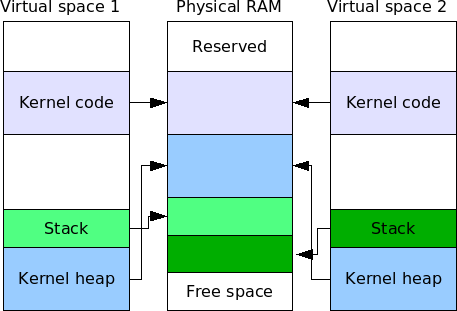 Virtual space 1
Physical RAM
Virtual space 2
Reserved
Kernel code
Kernel code
Stack
Stack
Kernel heap
Free space
Kernel heap